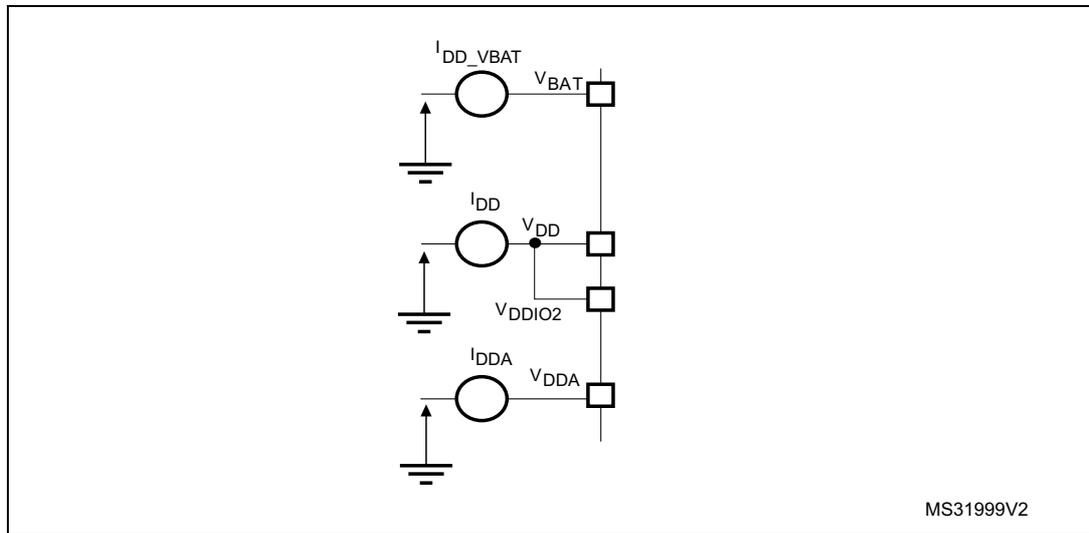 IDD_VBAT
VBAT
IDD
VDD
VDDIO2
IDDA
VDDA
MS31999V2